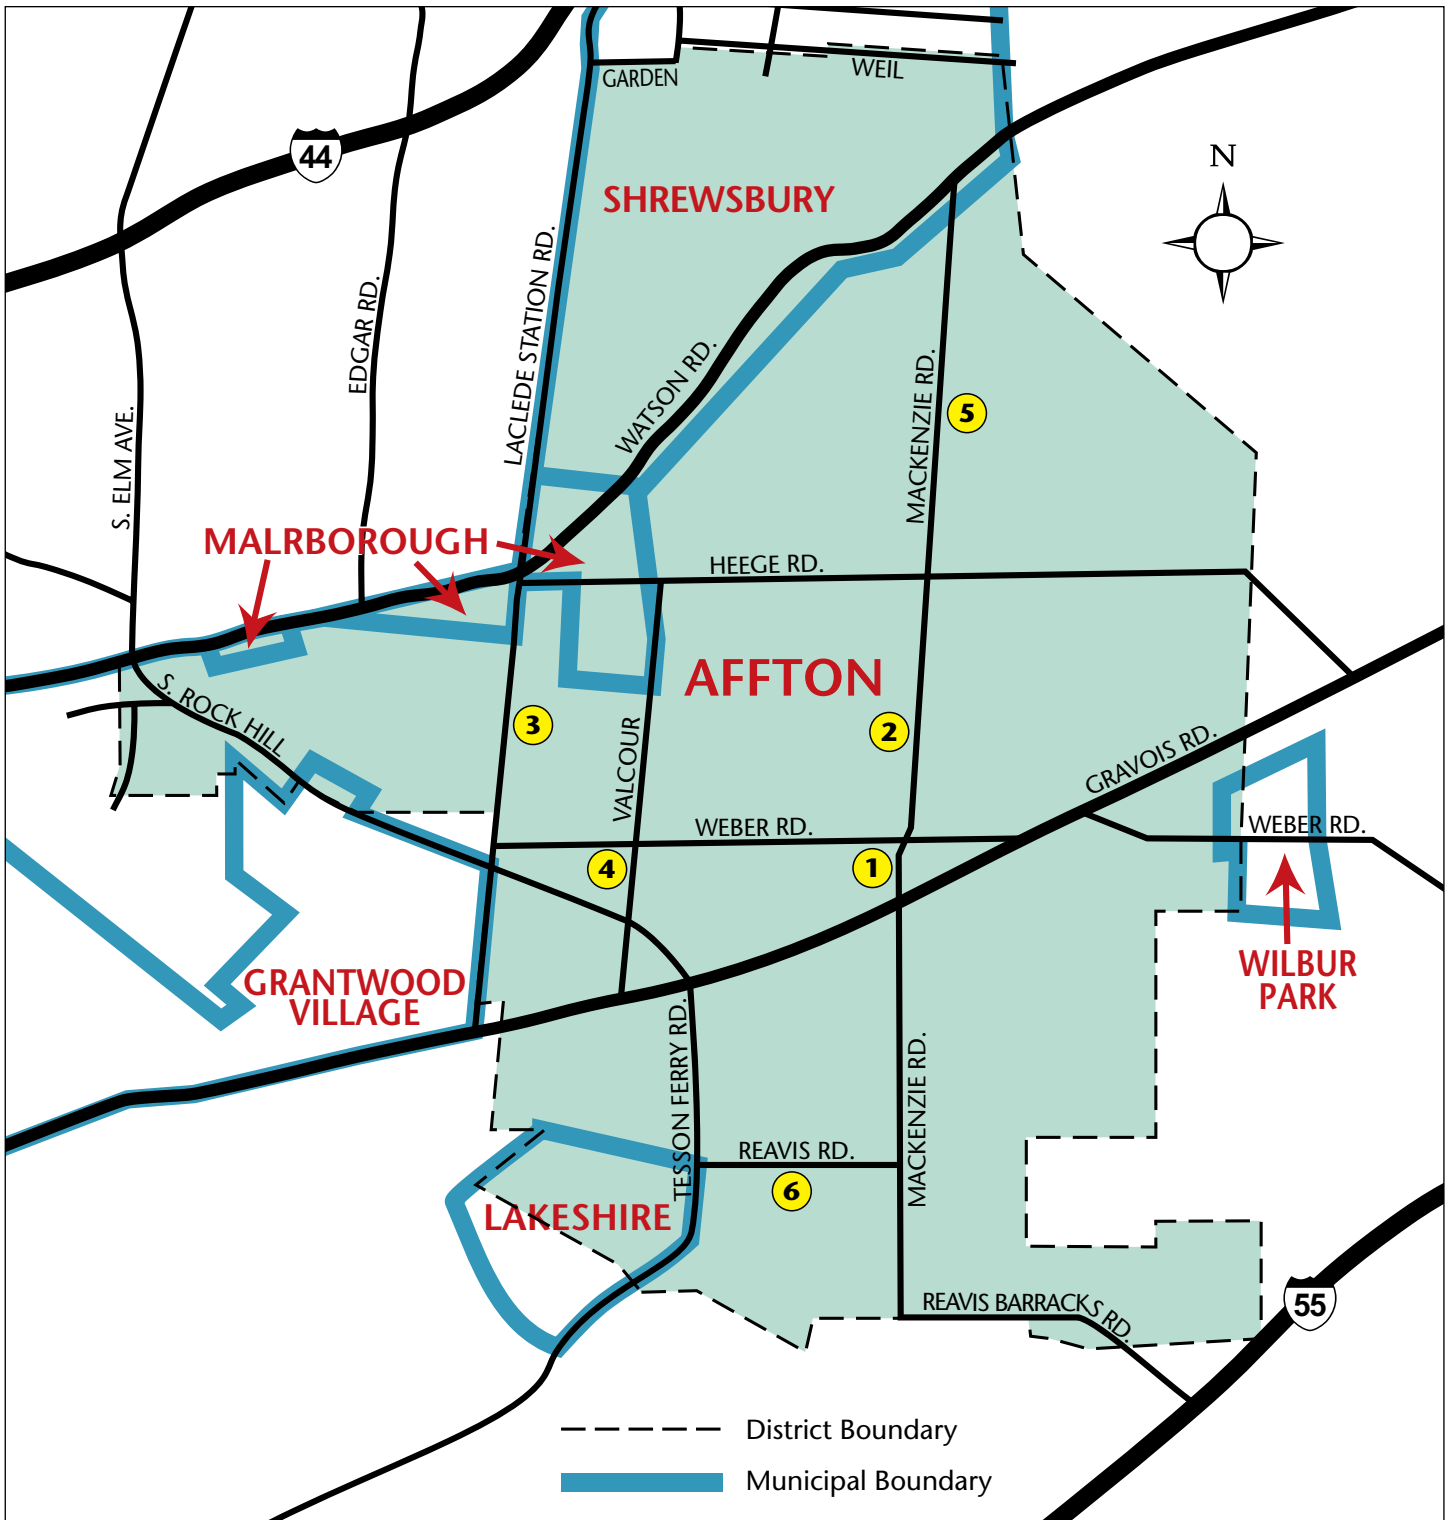 GARDEN
WEIL
44
N
SHREWSBURY
LACLEDE STATION RD.
EDGAR RD.
WATSON RD.
MACKENZIE RD.
5
S. ELM AVE.
MALRBOROUGH
HEEGE RD.
AFFTON
S. ROCK HILL
3
2
VALCOUR
GRAVOIS RD.
WEBER RD.
WEBER RD.
4
1
GRANTWOOD
VILLAGE
WILBUR
PARK
TESSON FERRY RD.
MACKENZIE RD.
REAVIS RD.
6
LAKESHIRE
REAVIS BARRACKS RD.
55
District Boundary
Municipal Boundary